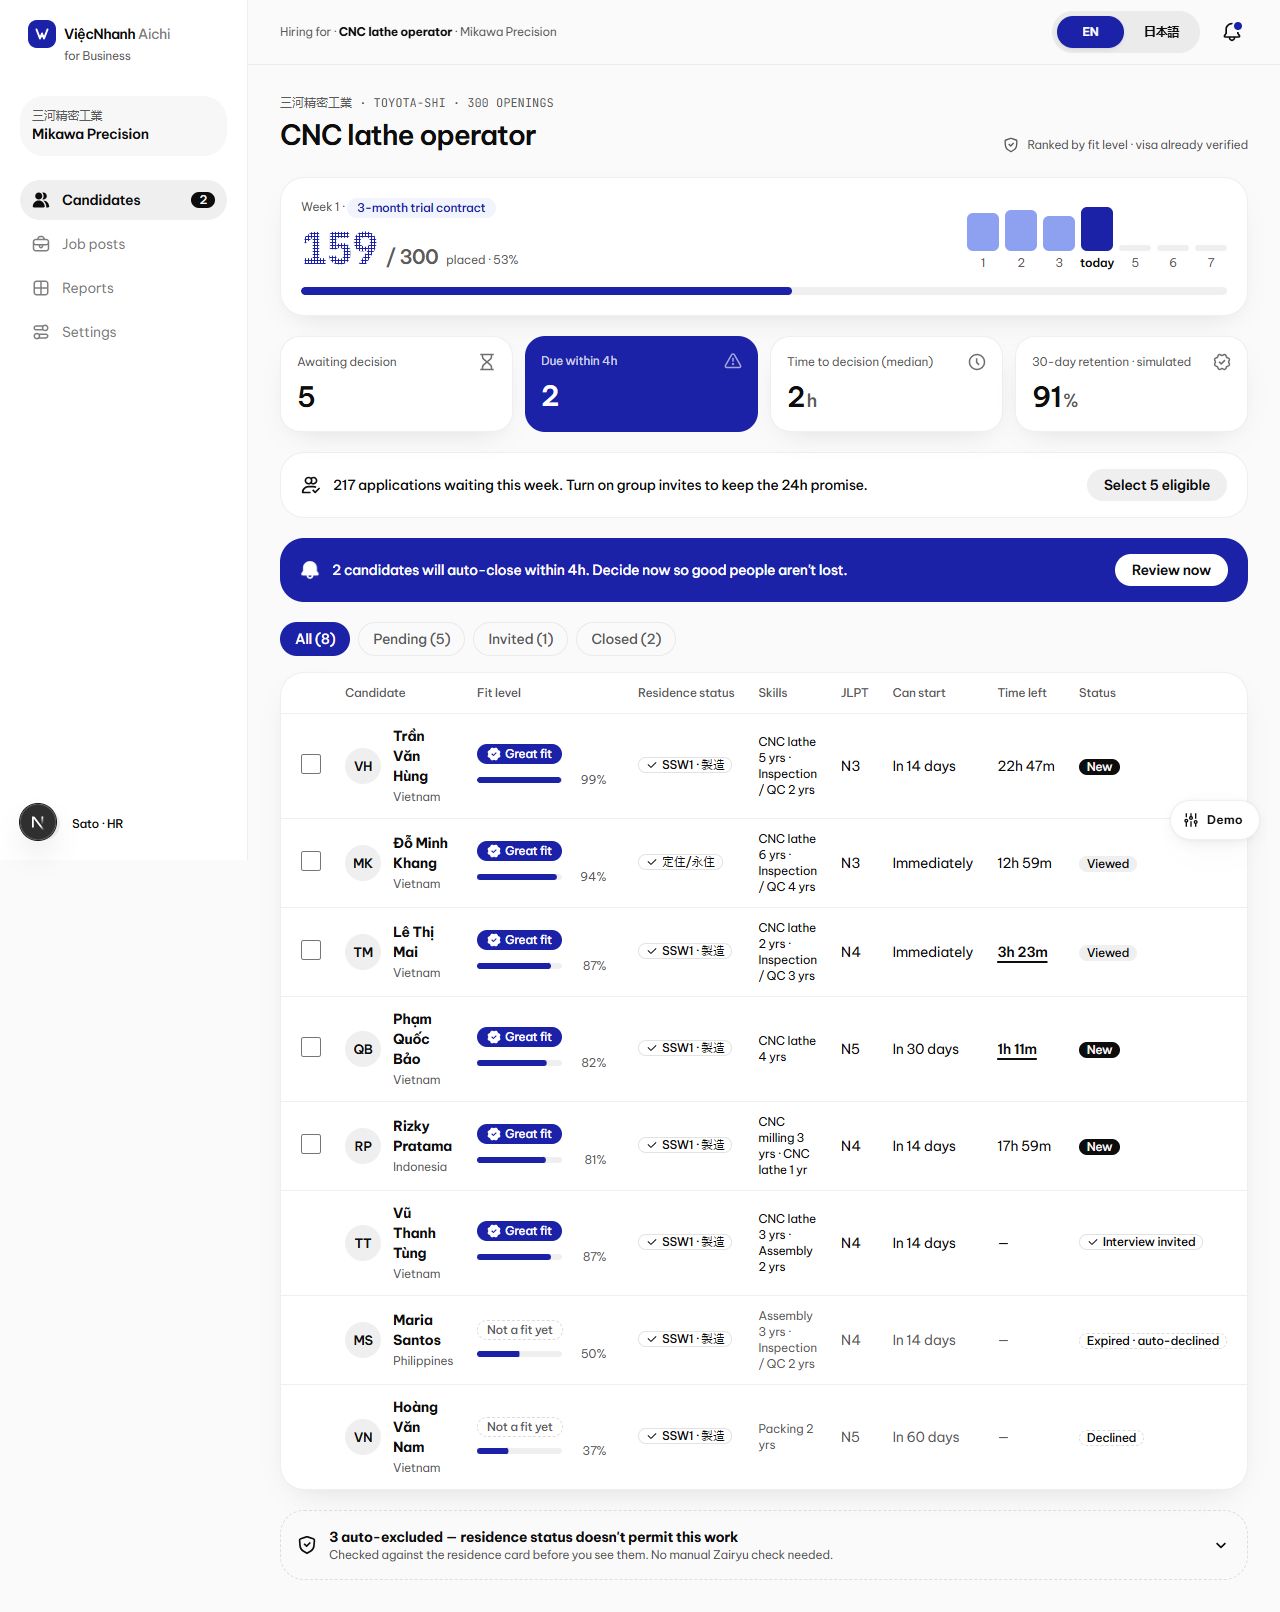 ViệcNhanh Aichi
for Business
三河精密工業
Mikawa Precision
Candidates 2
Job posts
Reports
Settings
N Sato · HR
Hiring for · CNC lathe operator · Mikawa Precision
EN 日本語
三河精密工業 · TOYOTA-SHI · 300 OPENINGS
CNC lathe operator
Ranked by fit level · visa already verified
Week 1 · 3-month trial contract
159 / 300 placed · 53%
1 2 3 today 5 6 7
Awaiting decision
5
Due within 4h
2
Time to decision (median)
2h
30-day retention · simulated
91%
217 applications waiting this week. Turn on group invites to keep the 24h promise.
Select 5 eligible
2 candidates will auto-close within 4h. Decide now so good people aren't lost.
Review now
All (8) Pending (5) Invited (1) Closed (2)
Candidate Fit level Residence status Skills JLPT Can start Time left Status
VH
Trần
Văn
Hùng
Vietnam
Great fit
99%
SSW1 · 製造
CNC lathe
5 yrs ·
Inspection
/ QC 2 yrs
N3
In 14 days
22h 47m
New
MK
Đỗ Minh
Khang
Vietnam
Great fit
94%
定住/永住
CNC lathe
6 yrs ·
Inspection
/ QC 4 yrs
N3
Immediately
12h 59m
Viewed
Demo
TM
Lê Thị
Mai
Vietnam
Great fit
87%
SSW1 · 製造
CNC lathe
2 yrs ·
Inspection
/ QC 3 yrs
N4
Immediately
3h 23m
Viewed
QB
Phạm
Quốc
Bảo
Vietnam
Great fit
82%
SSW1 · 製造
CNC lathe
4 yrs
N5
In 30 days
1h 11m
New
RP
Rizky
Pratama
Indonesia
Great fit
81%
SSW1 · 製造
CNC
milling 3
yrs · CNC
lathe 1 yr
N4
In 14 days
17h 59m
New
TT
Vũ
Thanh
Tùng
Vietnam
Great fit
87%
SSW1 · 製造
CNC lathe
3 yrs ·
Assembly
2 yrs
N4
In 14 days
—
Interview invited
MS
Maria
Santos
Philippines
Not a fit yet
50%
SSW1 · 製造
Assembly
3 yrs ·
Inspection
/ QC 2 yrs
N4
In 14 days
—
Expired · auto-declined
VN
Hoàng
Văn
Nam
Vietnam
Not a fit yet
37%
SSW1 · 製造
Packing 2
yrs
N5
In 60 days
—
Declined
3 auto-excluded — residence status doesn't permit this work
Checked against the residence card before you see them. No manual Zairyu check needed.